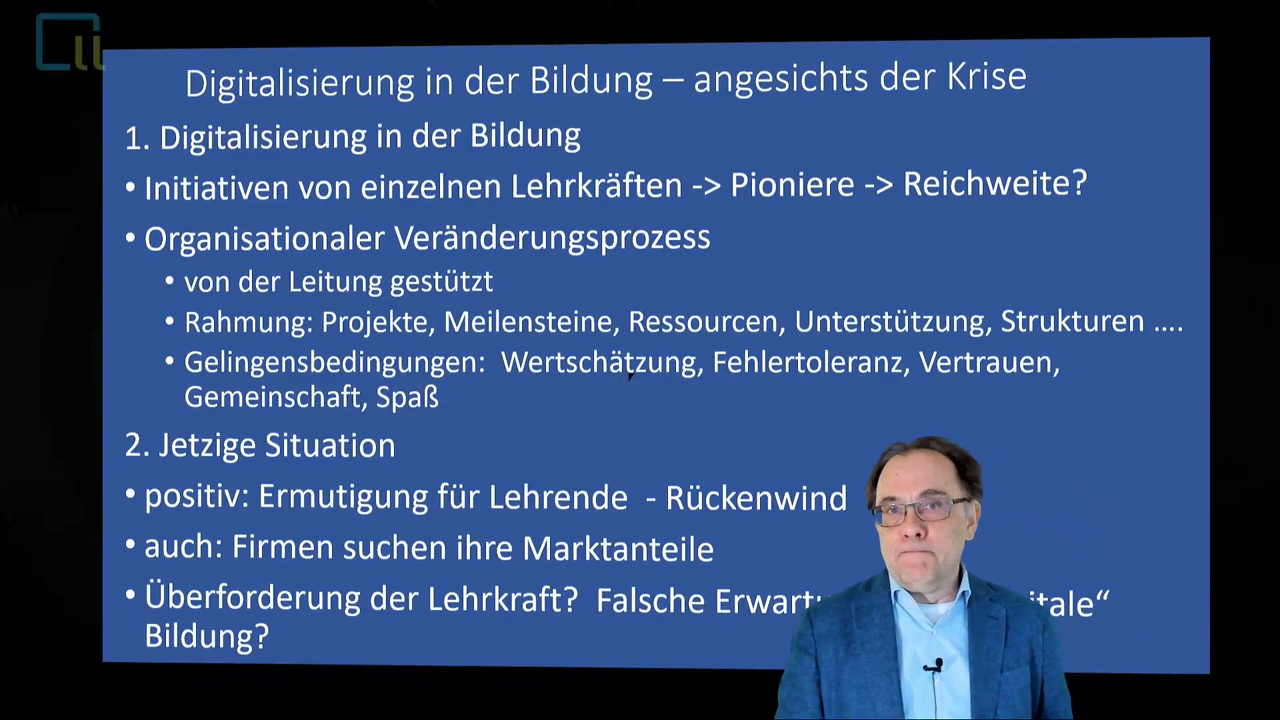 Digitalisierung in der Bildung – angesichts der Krise
1. Digitalisierung in der Bildung
• Initiativen von einzelnen Lehrkräften -> Pioniere -> Reichweite?
• Organisationaler Veränderungsprozess
• von der Leitung gestützt
• Rahmung: Projekte, Meilensteine, Ressourcen, Unterstützung, Strukturen ....
• Gelingensbedingungen: Wertschätzung, Fehlertoleranz, Vertrauen,
Gemeinschaft, Spaß
2. Jetzige Situation
• positiv: Ermutigung für Lehrende - Rückenwind
• auch: Firmen suchen ihre Marktanteile
• Überforderung der Lehrkraft? Falsche
Bildung?